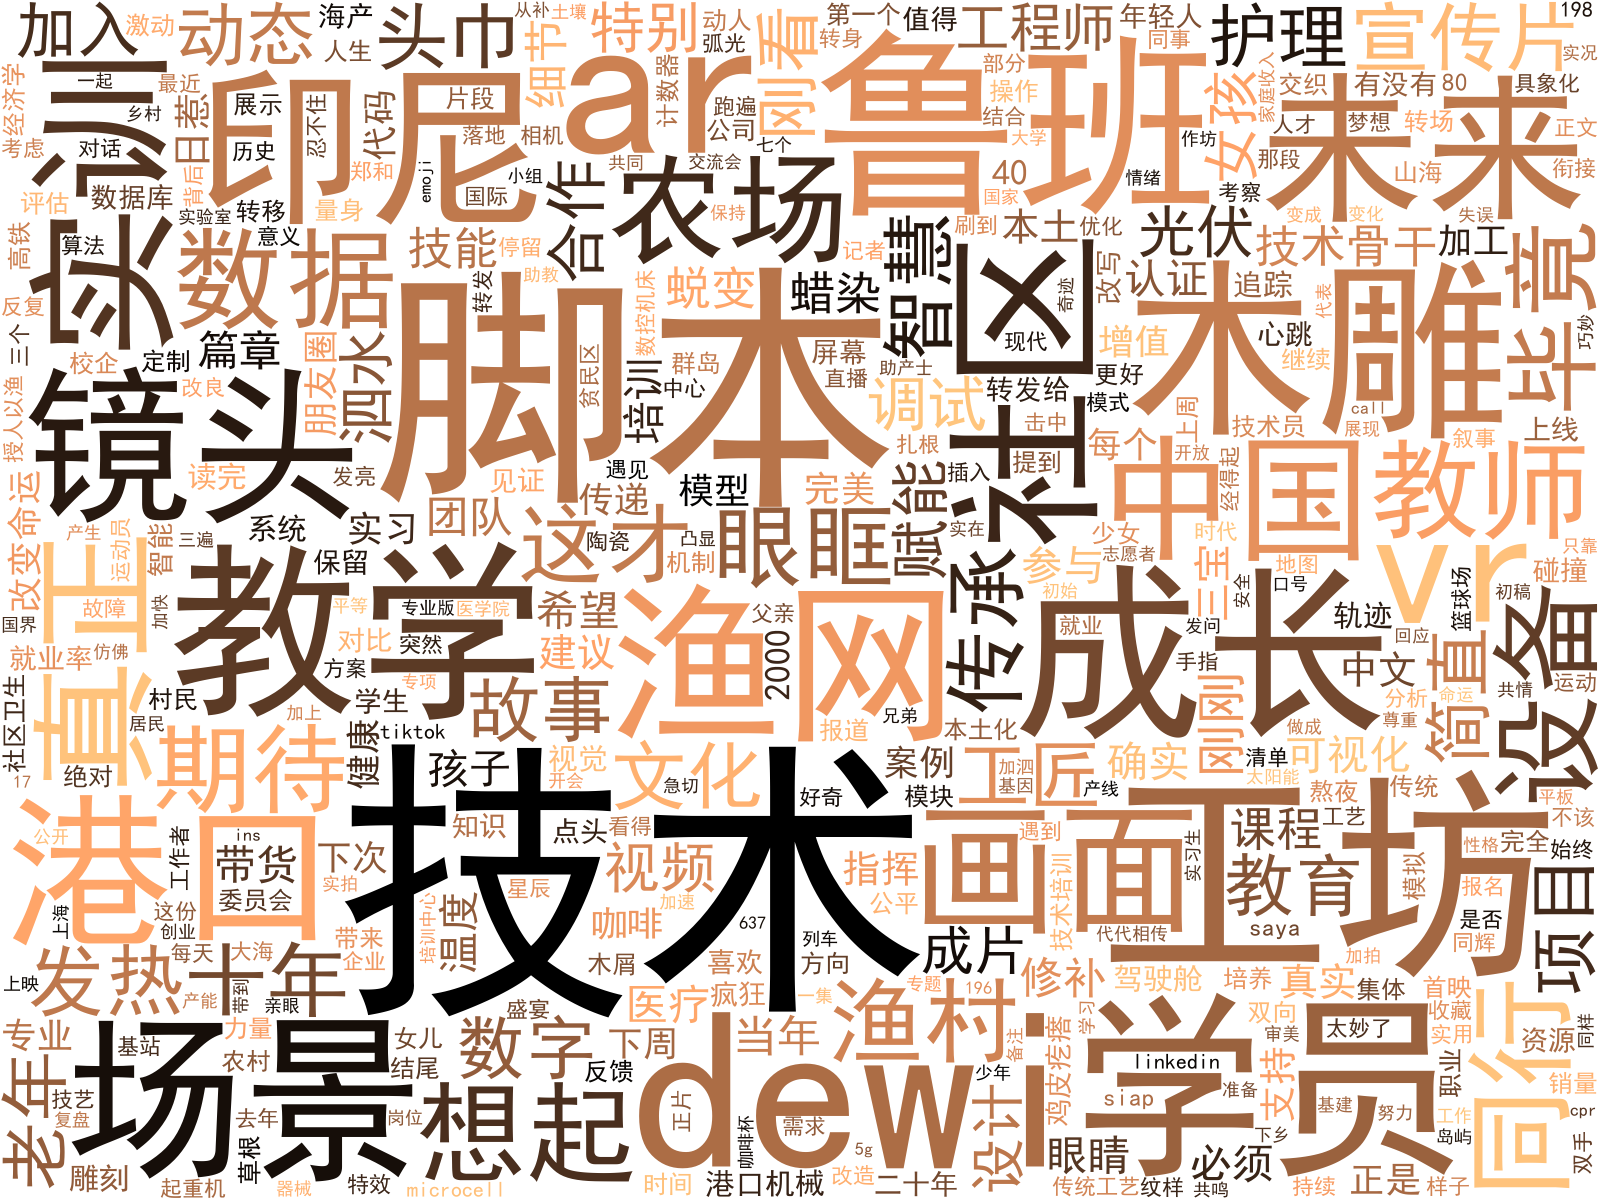 加入 激动 动态 海产 人生 头巾 从补 土壤 细节 特别 动人 弧光 刚看 第一个 转身 值得 工程师 年轻人 同事 护理 宣传片 198 实况
考虑 经济学 实训 一起 乡村 最近 对话 数据库 日惹 背后 展示 历史 印尼 忍不住 代码 片段 落地 相机 ar 计数器 跑遍 公司 七个 鲁班 部分 操作 结合 大学 作坊 女孩 家庭收入 交织 有没有 80 具象化 未来 人才 梦想 转场 正文 那段 山海 衔接
评估 实验室 转移 郑和 量身 emoji 国际 小组 合作 共同 交流会 农场 保持 40 国家 情绪 考察
高铁 算法 意义 数据 技能 停留 助教 转发 记者 智慧 刷到 本土 优化 光伏 变成 变化 技术骨干 失误 加工 毕竟
反复 三个 校企 定制 篇章 改良 朋友圈 泗水 脚本 贫民区 数控机床 蜕变 蜡染 群岛 中心 屏幕 直播 培训 调试 助产士 社区 现代 奇迹 改写 认证 追踪 木雕 代表 增值 心跳 继续 巧妙 转发给 更好 模式
授人以渔 镜头 读完 发亮 见证 遇见 传递 模型 完美 扎根 插入 击中 提到 每个 上周 技术员 call 展现 开放 叙事 上线
改变命运 产生 运动员 三遍 智能 系统 实习 团队 这才 陶瓷 凸显 机制 眼眶 赋能 实在 少女 志愿者 中国 经得起 时代 教师 只靠 碰撞
国界 真正 故障 加快 保留 教学 平等 专业版 医学院 希望 父亲 渔网 传承 参与 初始 三宝 地图 安全 口号 vr 篮球场 初稿 设备
就业率 仿佛 对比 突然 方案 专项 建议 2000 成长 就业 发问 轨迹 回应 简直
社区卫生 村民 居民 加上 学生 故事 报道 兄弟 本土化 手指 做成 中文 分析 尊重 命运 共情 运动
17 绝对 期待 健康 tiktok 孩子 视觉 开会 文化 急切 好奇 案例 模块 加泗 基因 工匠 产线 确实 刚刚 清单 太阳能 可视化 熬夜 传统 平板
公开 港口 工作者 ins 带货 委员会 下次 实拍 技术 知识 点头 看得 视频 指挥 画面 遇到 工坊 实习生 课程 工艺 教育 模拟 性格 完全 不该 始终
上海 这份 创业 带来 企业 培训中心 温度 星辰 咖啡 加速 637 列车 公平 技术培训 代代相传 saya 报名 是否 同辉 项目
上映 发热 每天 大海 十年 产能 带到 亲眼 盛宴 木屑 医疗 喜欢 疯狂 方向 一集 成片 专题 196 修补 驾驶舱 培养 真实 集体 加拍 首映 收藏
专业 力量 基站 农村 女儿 结尾 数字 反馈 下周 当年 渔村 备注 少年 鸡皮疙瘩 学习 双向 审美 太妙了 实用 资源 同样
老年 技艺 复盘 场景 去年 岗位 想起 dewi 正片 需求 5g 咖啡杯 设计 学员 linkedin siap 准备 支持 基建 努力 职业 工作 岛屿 同行 销量 cpr
雕刻 起重机 草根 器械 特效 microcell 时间 港口机械 改造 二十年 眼睛 传统工艺 纹样 必须 共鸣 下乡 持续 正是 样子 双手